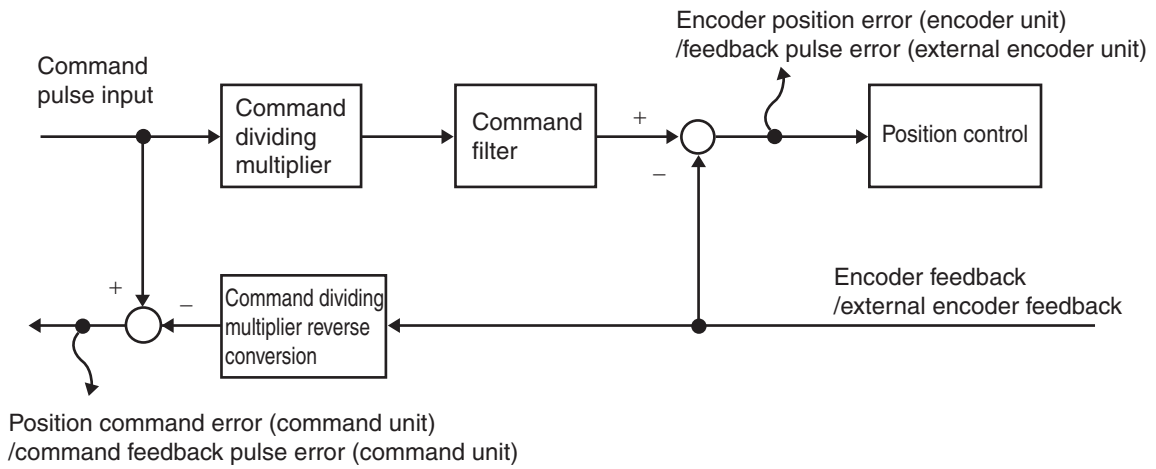 Encoder position error (encoder unit)
/feedback pulse error (external encoder unit)
Command
pulse input
Command
dividing
multiplier
Command
filter
+
−
Position control
Encoder feedback
/external encoder feedback
+
−
Command dividing
multiplier reverse
conversion
Position command error (command unit)
/command feedback pulse error (command unit)